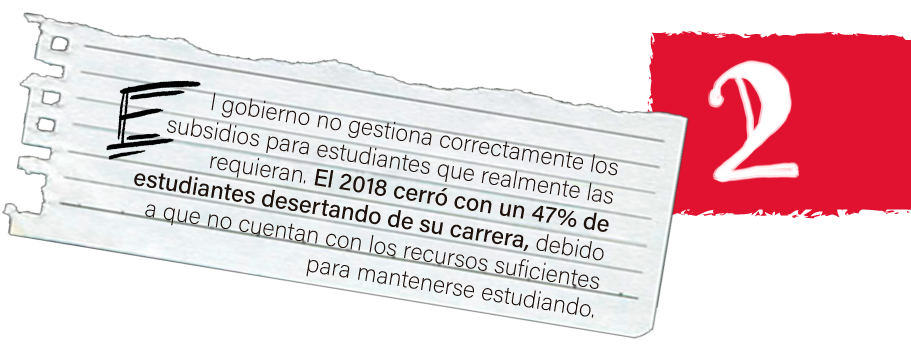 El gobierno no gestiona correctamente los
subsidios para estudiantes que realmente las
requieran. El 2018 cerró con un 47% de
estudiantes desertando de su carrera, debido
a que no cuentan con los recursos suficientes
para mantenerse estudiando.
2